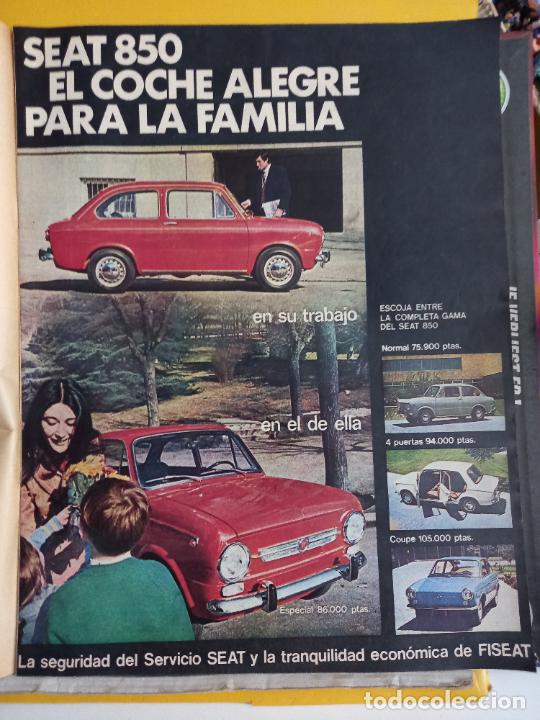 SEAT 850
EL COCHE ALEGRE
PARA LA FAMILIA
en su trabajo
en el de ella
Especial 86.000 ptas.
ESCOJA ENTRE
LA COMPLETA GAMA
DEL SEAT 850
Normal 75.900 ptas.
4 puertas 94.000 ptas.
Coupe 105.000 ptas.
La seguridad del Servicio SEAT y la tranquilidad económica de FISEAT
todocoleccion.net